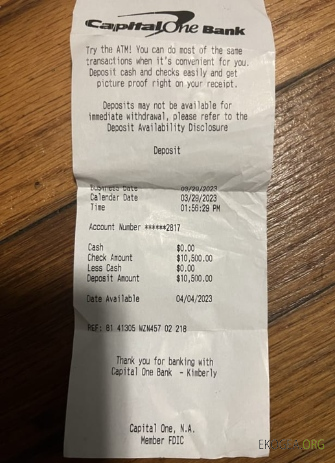 Capital One Bank
Try the ATM! You can do most of the same
transactions when it's convenient for you.
Deposit cash and checks easily and get
picture proof right on your receipt.
Deposits may not be available for
immediate withdrawal, please refer to the
Deposit Availability Disclosure
Deposit
Business Date 03/29/2023
Calendar Date 03/29/2023
Time 01:56:29 PM
Account Number ******2817
Cash $0.00
Check Amount $10,500.00
Less Cash $0.00
Deposit Amount $10,500.00
Date Available 04/04/2023
REF: 81 41305 WZN457 02 218
Thank you for banking with
Capital One Bank - Kimberly
Capital One, N.A.
Member FDIC